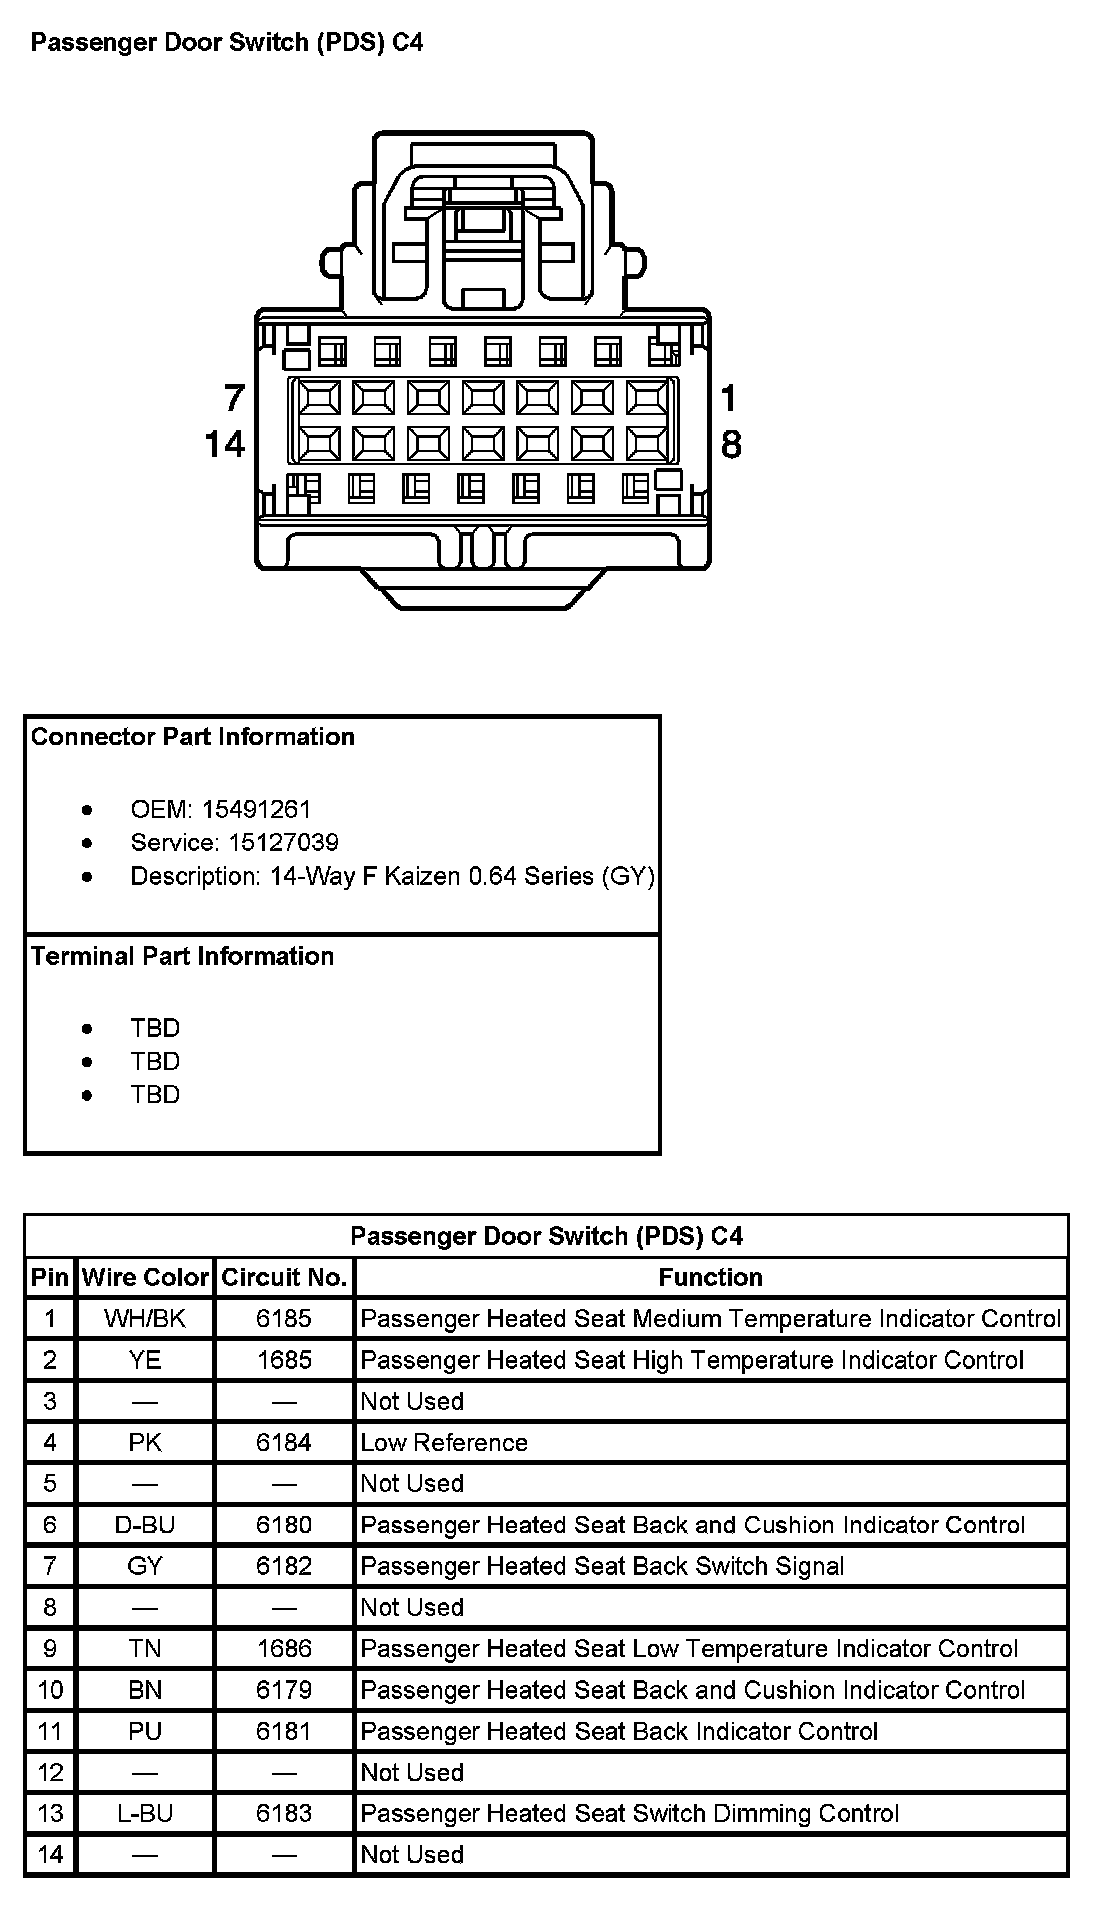 Passenger Door Switch (PDS) C4
7 1
14 8
Connector Part Information
• OEM: 15491261
• Service: 15127039
• Description: 14-Way F Kaizen 0.64 Series (GY)
Terminal Part Information
• TBD
• TBD
• TBD
Passenger Door Switch (PDS) C4
Pin Wire Color Circuit No. Function
1 WH/BK 6185 Passenger Heated Seat Medium Temperature Indicator Control
2 YE 1685 Passenger Heated Seat High Temperature Indicator Control
3 — — Not Used
4 PK 6184 Low Reference
5 — — Not Used
6 D-BU 6180 Passenger Heated Seat Back and Cushion Indicator Control
7 GY 6182 Passenger Heated Seat Back Switch Signal
8 — — Not Used
9 TN 1686 Passenger Heated Seat Low Temperature Indicator Control
10 BN 6179 Passenger Heated Seat Back and Cushion Indicator Control
11 PU 6181 Passenger Heated Seat Back Indicator Control
12 — — Not Used
13 L-BU 6183 Passenger Heated Seat Switch Dimming Control
14 — — Not Used